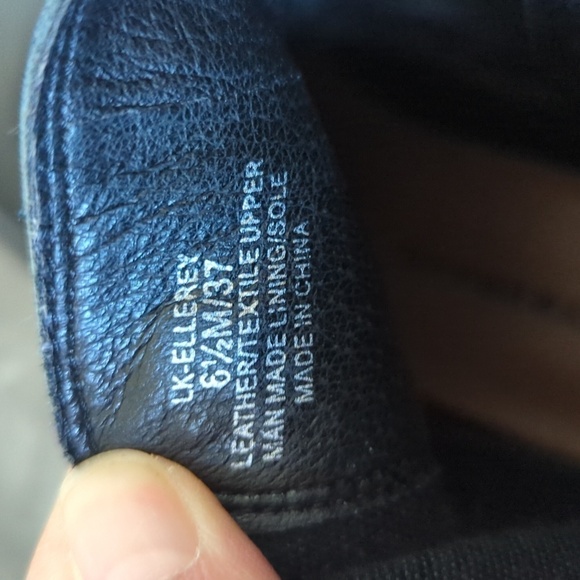 LK-ELLEREY
6½M/37
LEATHER/TEXTILE UPPER
MAN MADE LINING/SOLE
MADE IN CHINA